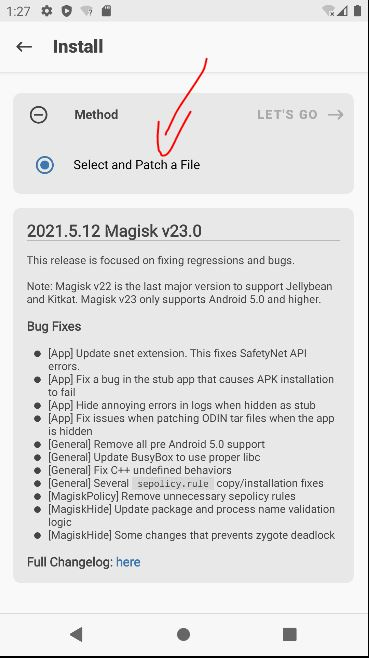 1:27
Install
Method
LET'S GO
Select and Patch a File
2021.5.12 Magisk v23.0
This release is focused on fixing regressions and bugs.
Note: Magisk v22 is the last major version to support Jellybean
and Kitkat. Magisk v23 only supports Android 5.0 and higher.
Bug Fixes
[App] Update snet extension. This fixes SafetyNet API
errors.
[App] Fix a bug in the stub app that causes APK installation
to fail
[App] Hide annoying errors in logs when hidden as stub
[App] Fix issues when patching ODIN tar files when the app
is hidden
[General] Remove all pre Android 5.0 support
[General] Update BusyBox to use proper libc
[General] Fix C++ undefined behaviors
[General] Several sepolicy.rule copy/installation fixes
[MagiskPolicy] Remove unnecessary sepolicy rules
[MagiskHide] Update package and process name validation
logic
[MagiskHide] Some changes that prevents zygote deadlock
Full Changelog: here